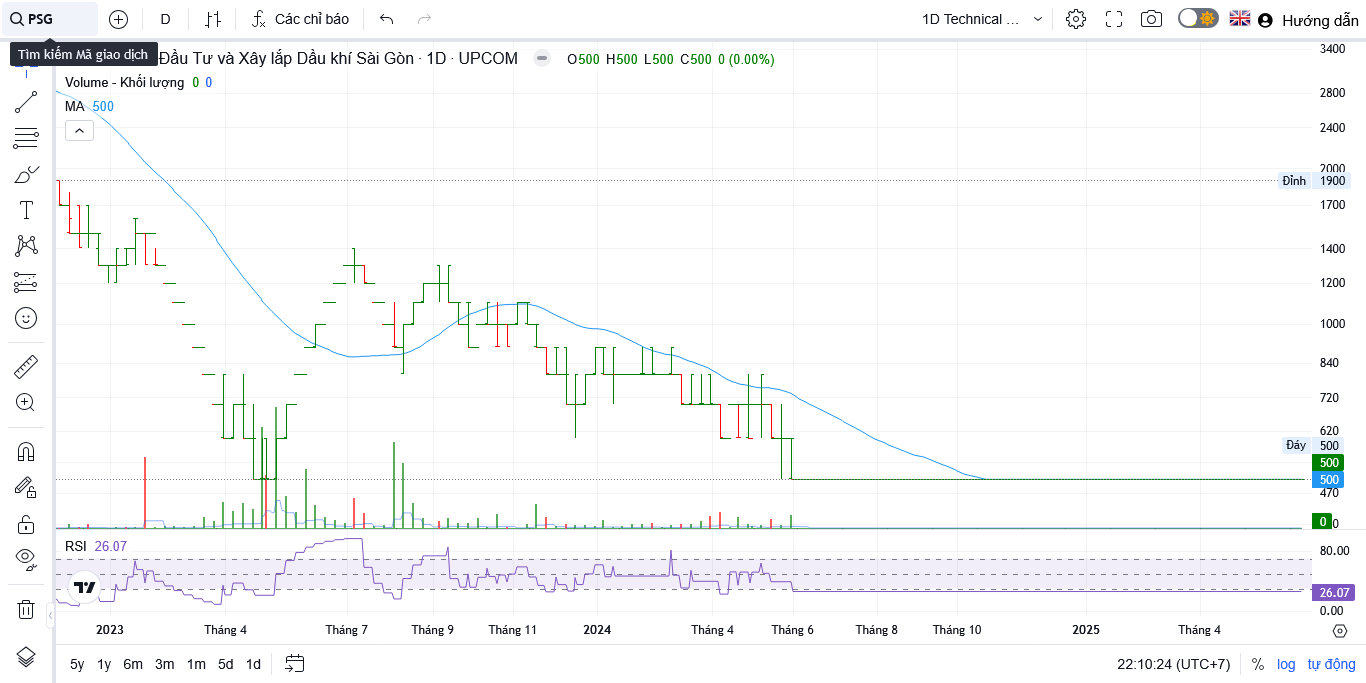 PSG
D
Các chỉ báo
1D Technical ...
Hướng dẫn
Tìm kiếm Mã giao dịch
Đầu Tư và Xây lắp Dầu khí Sài Gòn · 1D · UPCOM
O500 H500 L500 C500 0 (0.00%)
Volume - Khối lượng 0 0
MA 500
3400
2800
2400
2000
Đỉnh 1900
1700
1400
1200
1000
840
720
620
Đáy 500
500
500
470
0 0
RSI 26.07
80.00
26.07
0.00
2023 Tháng 4 Tháng 7 Tháng 9 Tháng 11 2024 Tháng 4 Tháng 6 Tháng 8 Tháng 10 2025 Tháng 4
5y 1y 6m 3m 1m 5d 1d
22:10:24 (UTC+7) % log tự động